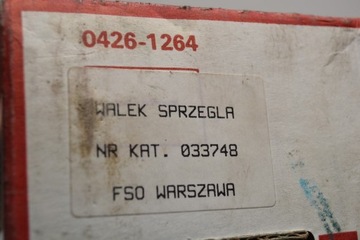 0426-1264
WALEK SPRZEGLA
NR KAT. 033748
FSO WARSZAWA